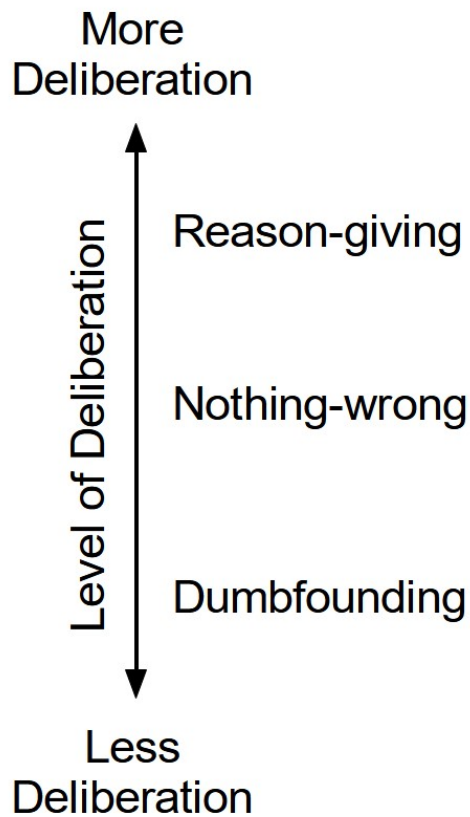 More
Deliberation
Level of Deliberation
Reason-giving
Nothing-wrong
Dumbfounding
Less
Deliberation